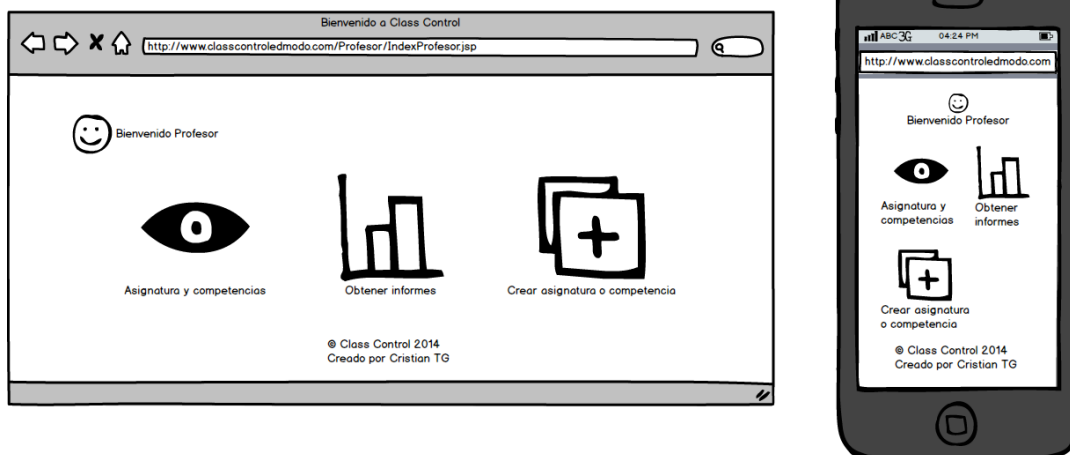 Bienvenido a Class Control
http://www.classcontroledmodo.com/Profesor/IndexProfesor.jsp
Bienvenido Profesor
Asignatura y competencias
Obtener informes
Crear asignatura o competencia
© Class Control 2014
Creado por Cristian TG
ABC 3G 04:24 PM
http://www.classcontroledmodo.com
Bienvenido Profesor
Asignatura y
competencias
Obtener
informes
Crear asignatura
o competencia
© Class Control 2014
Creado por Cristian TG